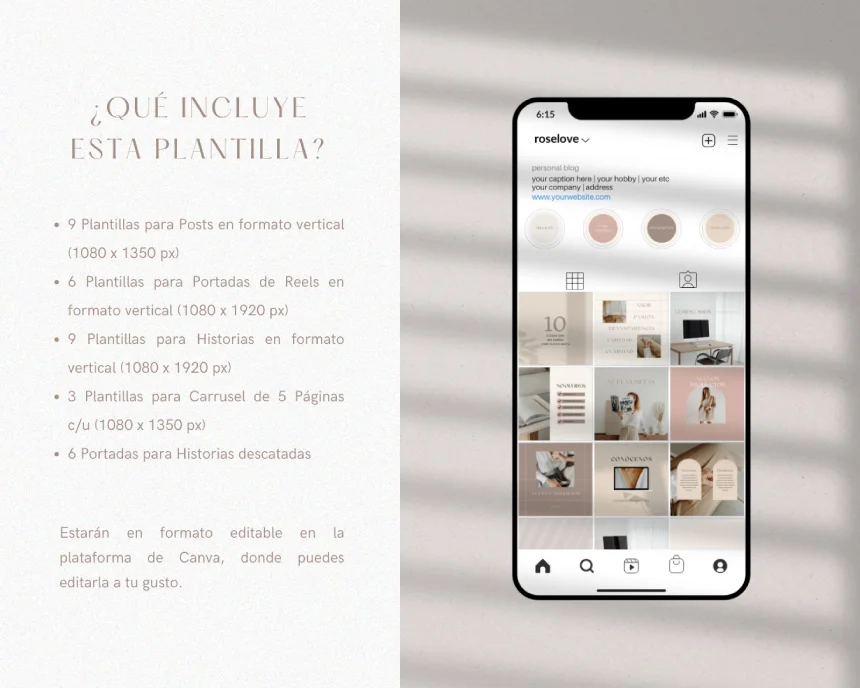 ¿QUÉ INCLUYE
ESTA PLANTILLA?
• 9 Plantillas para Posts en formato vertical
(1080 x 1350 px)
• 6 Plantillas para Portadas de Reels en
formato vertical (1080 x 1920 px)
• 9 Plantillas para Historias en formato
vertical (1080 x 1920 px)
• 3 Plantillas para Carrusel de 5 Páginas
c/u (1080 x 1350 px)
• 6 Portadas para Historias descatadas
Estarán en formato editable en la
plataforma de Canva, donde puedes
editarla a tu gusto.
6:15
roselove
personal blog
your caption here | your hobby | your etc
your company | address
www.yourwebsite.com
10
NOSOTROS
CONÓCENOS